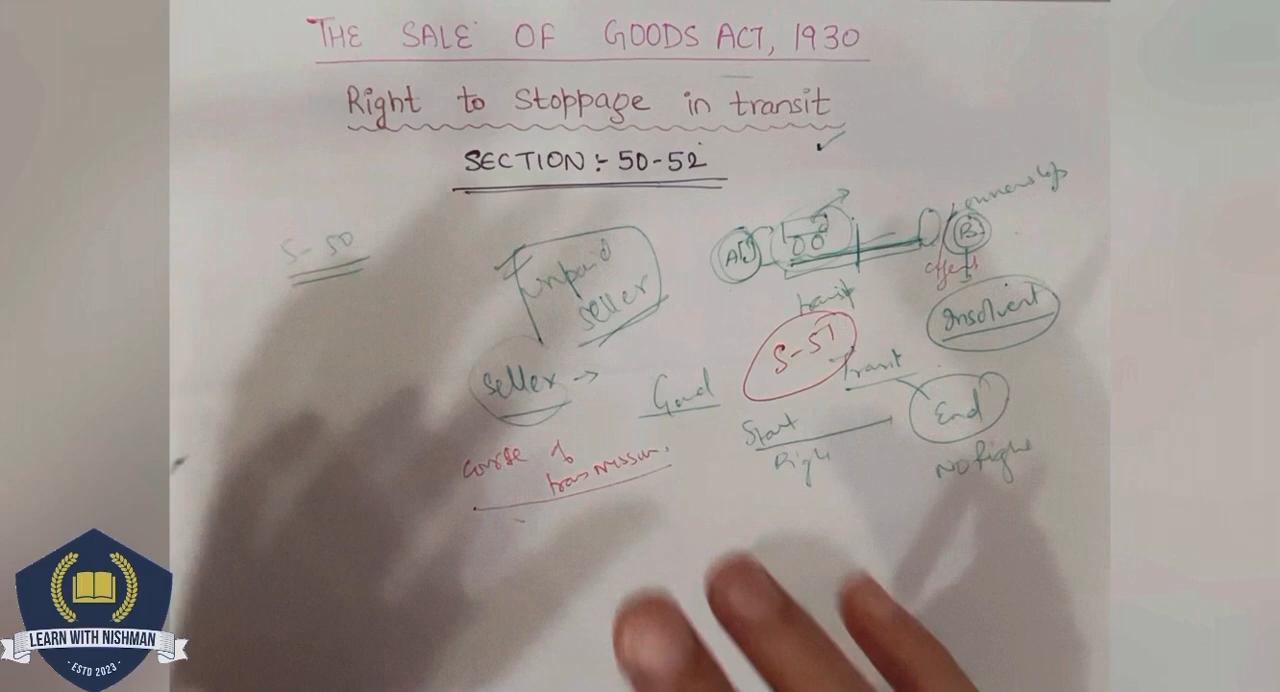 THE SALE OF GOODS ACT, 1930
Right to Stoppage in transit
SECTION :- 50-52
S-50
unpaid
seller
A
B
ownership
transit
Insolvent
S-51
transit
seller →
Good
Start
End
Right
No Right
course of
transmission.
LEARN WITH NISHMAN
- ESTD 2023 -